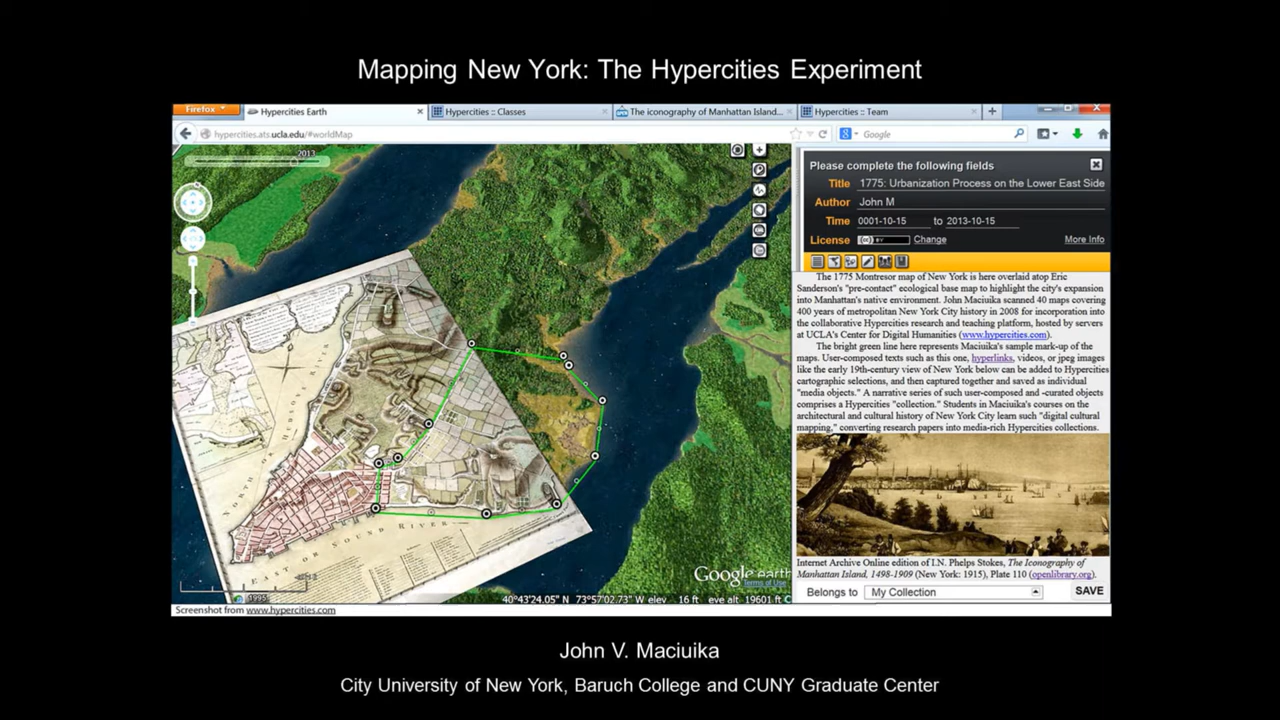 Mapping New York: The Hypercities Experiment
Firefox
Hypercities Earth
Hypercities :: Classes
The iconography of Manhattan Island...
Hypercities :: Team
hypercities.ats.ucla.edu/#worldMap
Google
2013
Please complete the following fields
Title 1775: Urbanization Process on the Lower East Side
Author John M
Time 0001-10-15 to 2013-10-15
License (cc) BY Change More Info
The 1775 Montresor map of New York is here overlaid atop Eric
Sanderson's "pre-contact" ecological base map to highlight the city's expansion
into Manhattan's native environment. John Maciuika scanned 40 maps covering
400 years of metropolitan New York City history in 2008 for incorporation into
the collaborative Hypercities research and teaching platform, hosted by servers
at UCLA's Center for Digital Humanities (www.hypercities.com).
The bright green line here represents Maciuika's sample mark-up of the
maps. User-composed texts such as this one, hyperlinks, videos, or jpeg images
like the early 19th-century view of New York below can be added to Hypercities
cartographic selections, and then captured together and saved as individual
"media objects." A narrative series of such user-composed and -curated objects
comprises a Hypercities "collection." Students in Maciuika's courses on the
architectural and cultural history of New York City learn such "digital cultural
mapping," converting research papers into media-rich Hypercities collections.
NORTH OR HUDSONS RIVER
EAST OR SOUND RIVER
Internet Archive Online edition of I.N. Phelps Stokes, The Iconography of
Manhattan Island, 1498-1909 (New York: 1915), Plate 110 (openlibrary.org).
Google earth
Terms of Use
1995
40°43'24.05" N 73°57'02.73" W elev 16 ft eye alt 19601 ft
Belongs to My Collection SAVE
Screenshot from www.hypercities.com
John V. Maciuika
City University of New York, Baruch College and CUNY Graduate Center